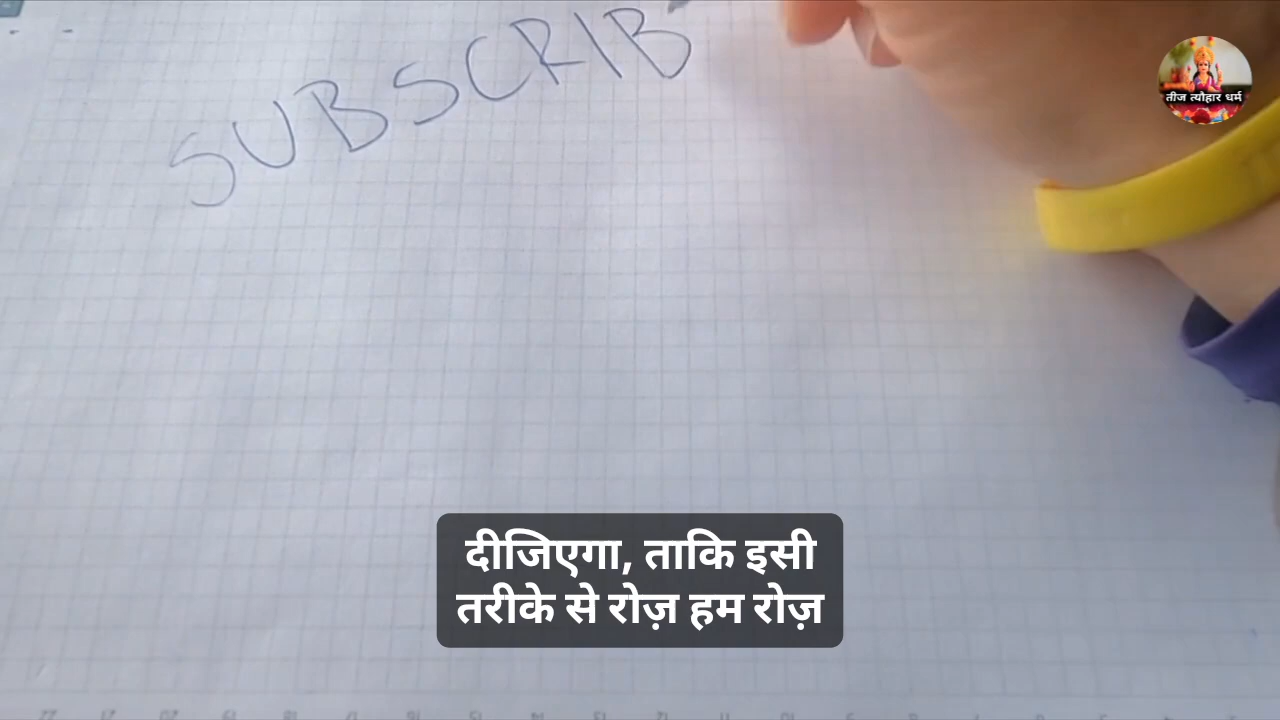 SUBSCRIB
तीज त्यौहार धर्म
दीजिएगा, ताकि इसी
तरीके से रोज़ हम रोज़